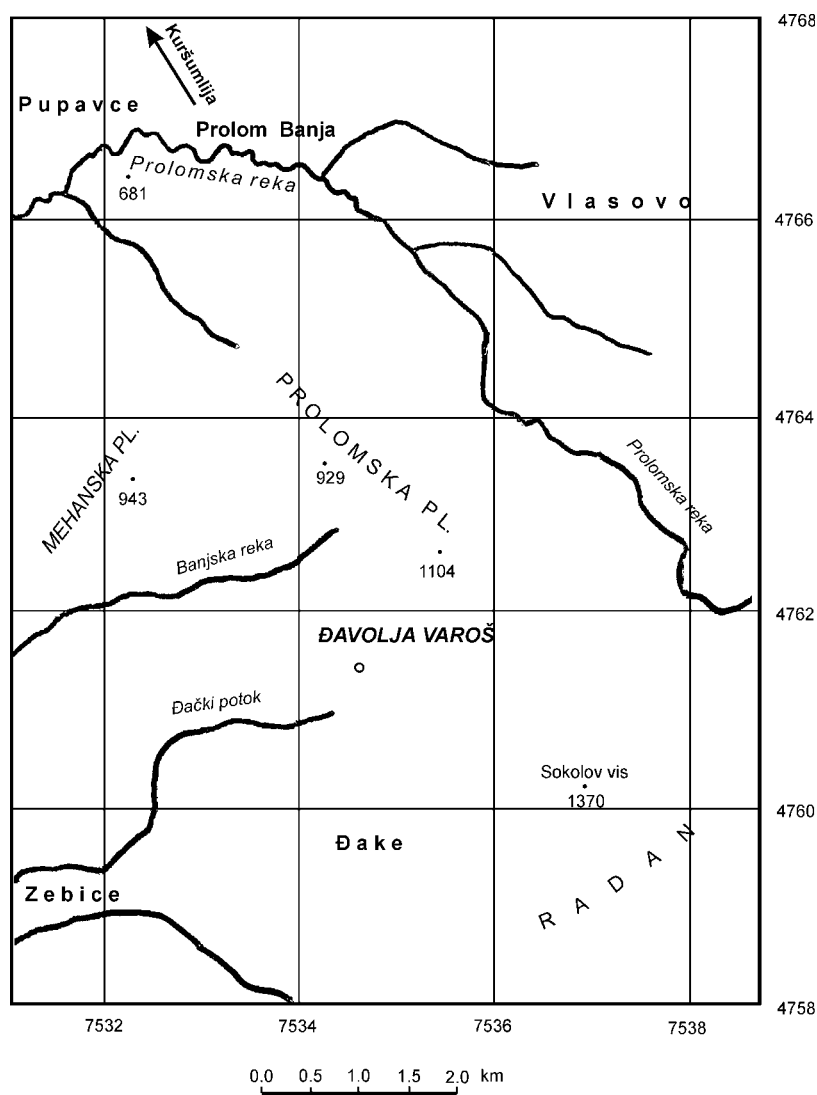 4768
Kuršumlija
Pupavce
Prolom Banja
Prolomska reka
681
Vlasovo
4766
PROLOMSKA PL.
4764
MEHANSKA PL.
943
929
Prolomska reka
Banjska reka
1104
4762
ĐAVOLJA VAROŠ
Đački potok
Sokolov vis
1370
4760
Đake
RADAN
Zebice
4758
7532 7534 7536 7538
0.0 0.5 1.0 1.5 2.0 km